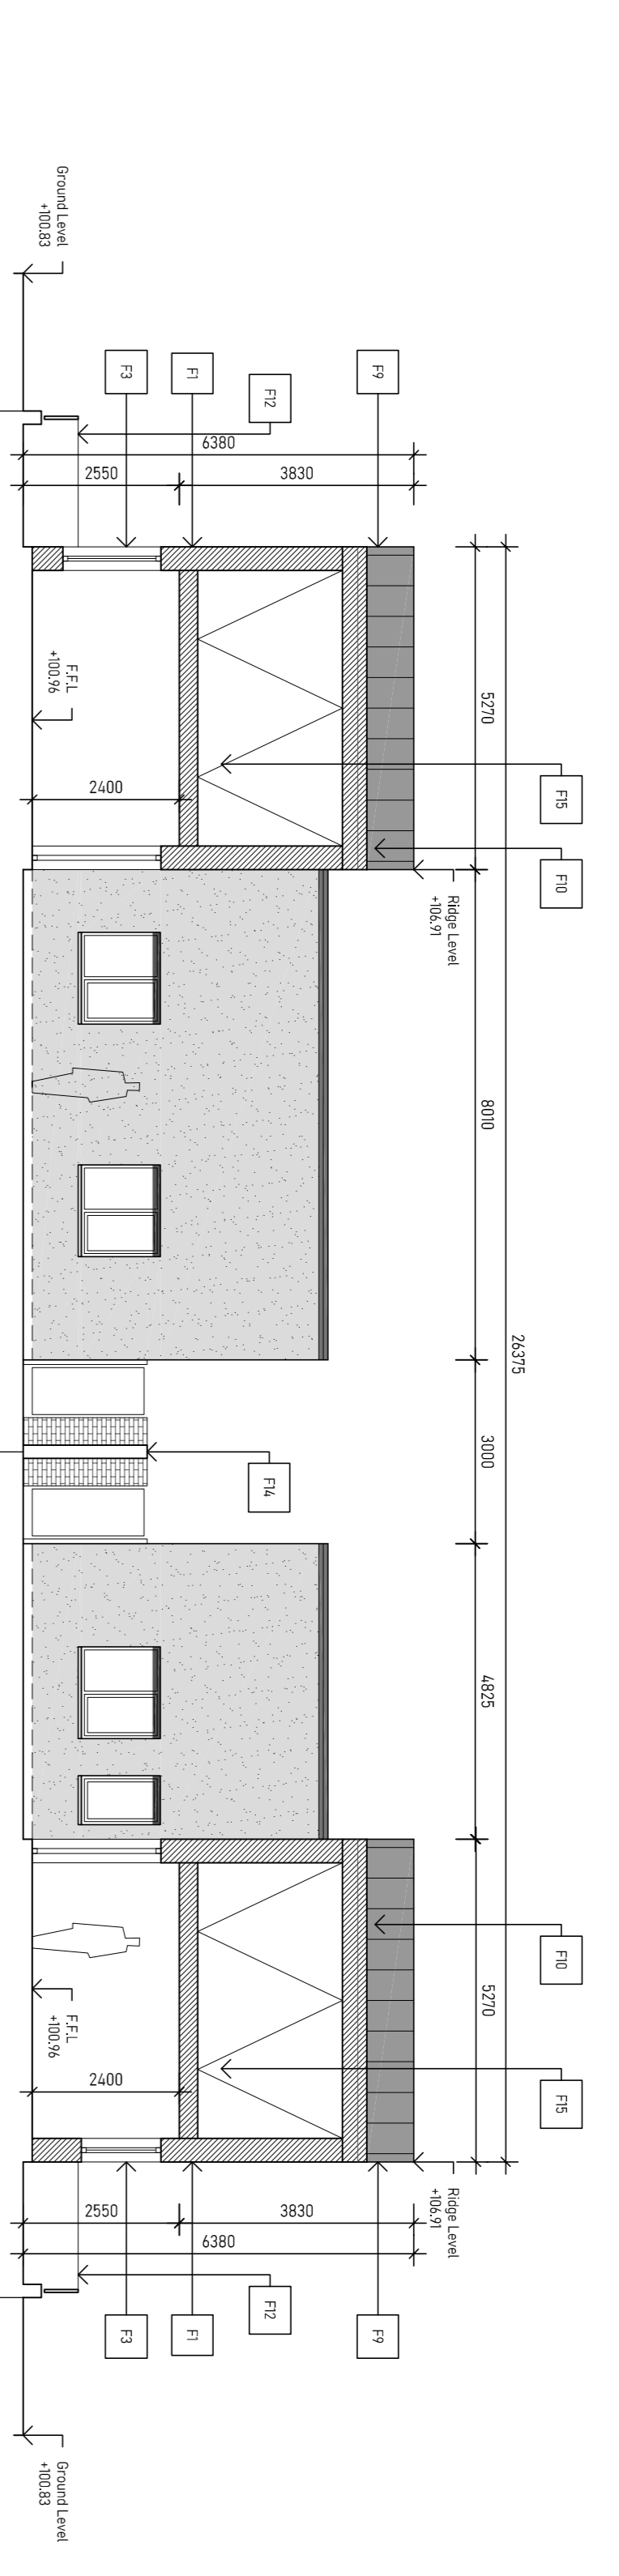 F15
F10
F10
F15
26375
5270
8010
3000
4825
5270
Ridge Level
+106.91
Ridge Level
+106.91
F9
F9
3830
3830
F12
F14
F12
6380
6380
F1
F1
F3
2550
2400
2400
2550
F3
F.F.L
+100.96
F.F.L
+100.96
Ground Level
+100.83
Ground Level
+100.83